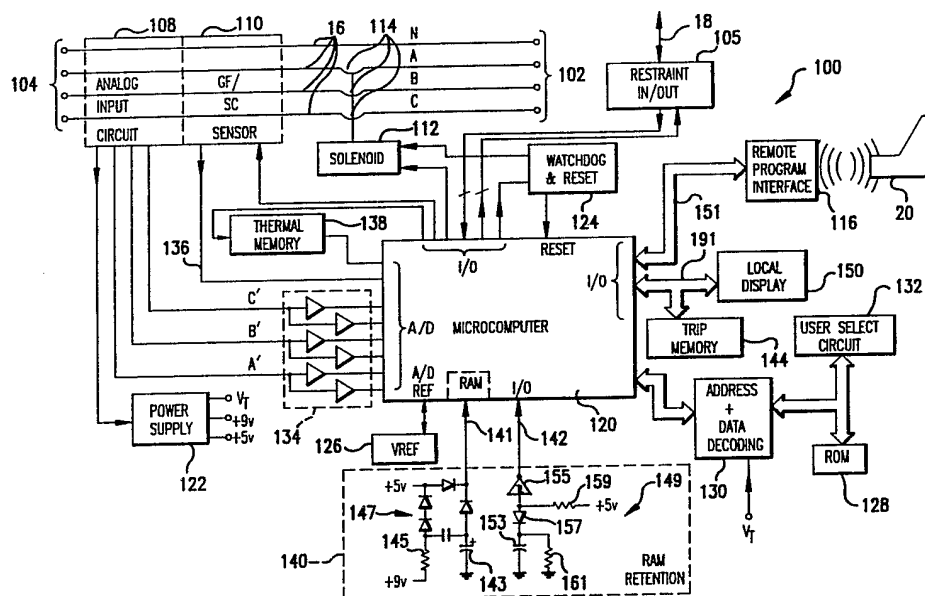 108
110
16
114
N
A
B
C
104
102
ANALOG
INPUT
CIRCUIT
GF/
SC
SENSOR
18
105
RESTRAINT
IN/OUT
100
112
SOLENOID
WATCHDOG
& RESET
124
REMOTE
PROGRAM
INTERFACE
116
20
151
138
THERMAL
MEMORY
136
I/O
RESET
I/O
191
LOCAL
DISPLAY
150
TRIP
MEMORY
144
132
USER SELECT
CIRCUIT
C'
B'
A'
A/D
MICROCOMPUTER
A/D
REF
RAM
I/O
120
134
POWER
SUPPLY
122
VT
+9v
+5v
126
VREF
141
142
ADDRESS
+
DATA
DECODING
130
VT
ROM
128
155
159
149
+5v
147
+5v
153
157
145
140
+9v
143
161
RAM
RETENTION